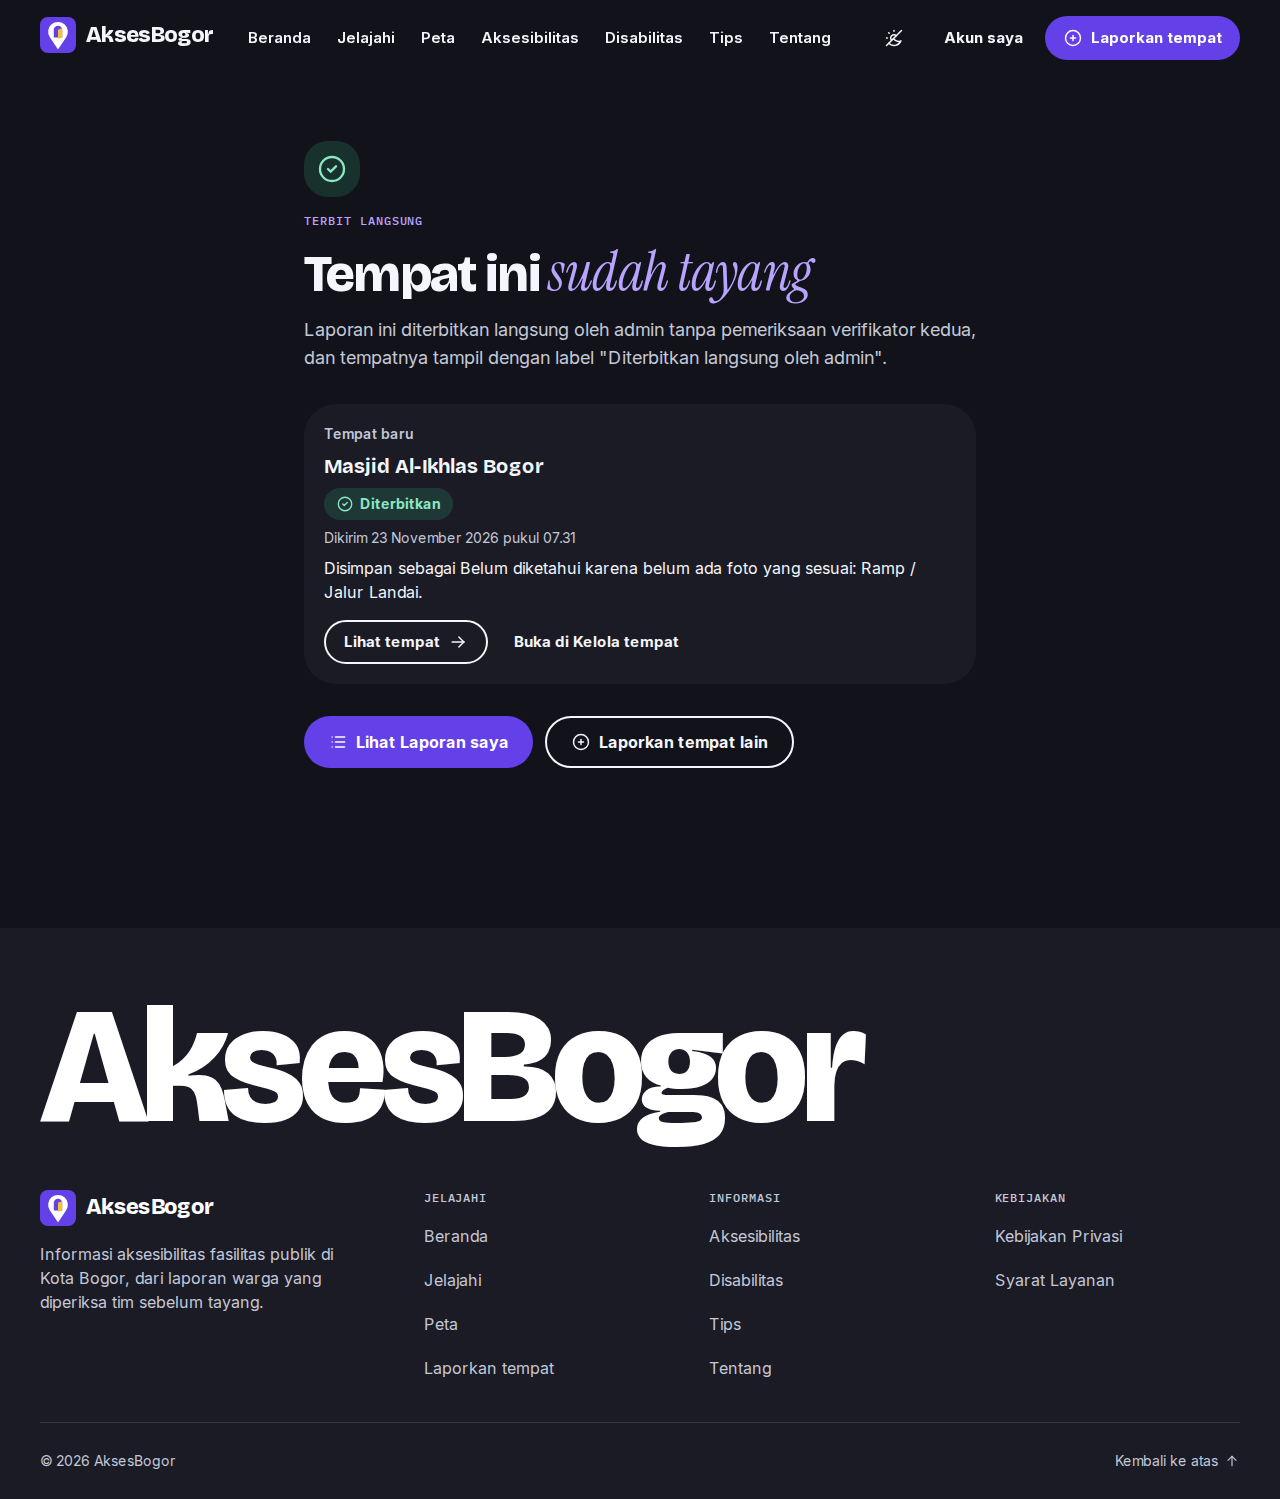 AksesBogor
Beranda
Jelajahi
Peta
Aksesibilitas
Disabilitas
Tips
Tentang
Akun saya
Laporkan tempat
TERBIT LANGSUNG
Tempat ini sudah tayang
Laporan ini diterbitkan langsung oleh admin tanpa pemeriksaan verifikator kedua,
dan tempatnya tampil dengan label "Diterbitkan langsung oleh admin".
Tempat baru
Masjid Al-Ikhlas Bogor
Diterbitkan
Dikirim 23 November 2026 pukul 07.31
Disimpan sebagai Belum diketahui karena belum ada foto yang sesuai: Ramp /
Jalur Landai.
Lihat tempat
Buka di Kelola tempat
Lihat Laporan saya
Laporkan tempat lain
AksesBogor
AksesBogor
Informasi aksesibilitas fasilitas publik di
Kota Bogor, dari laporan warga yang
diperiksa tim sebelum tayang.
JELAJAHI
Beranda
Jelajahi
Peta
Laporkan tempat
INFORMASI
Aksesibilitas
Disabilitas
Tips
Tentang
KEBIJAKAN
Kebijakan Privasi
Syarat Layanan
© 2026 AksesBogor
Kembali ke atas ↑